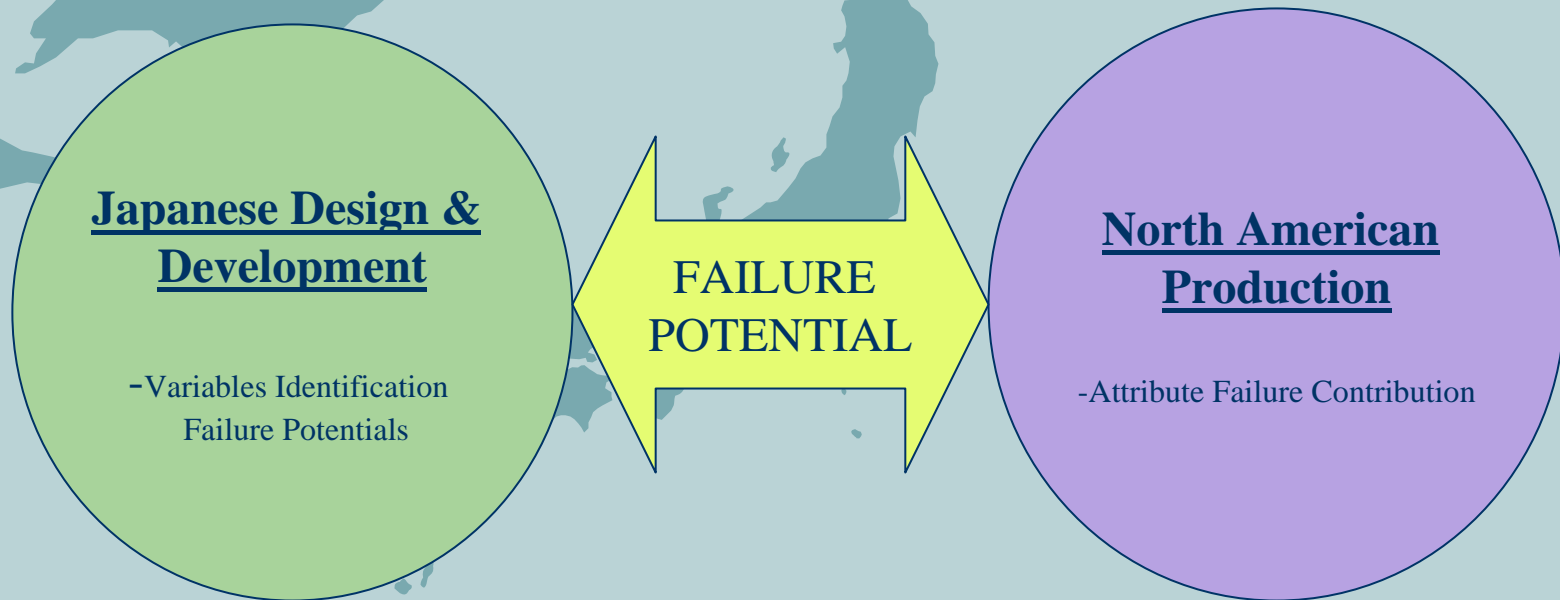 Japanese Design &
Development
-Variables Identification
Failure Potentials
FAILURE
POTENTIAL
North American
Production
-Attribute Failure Contribution